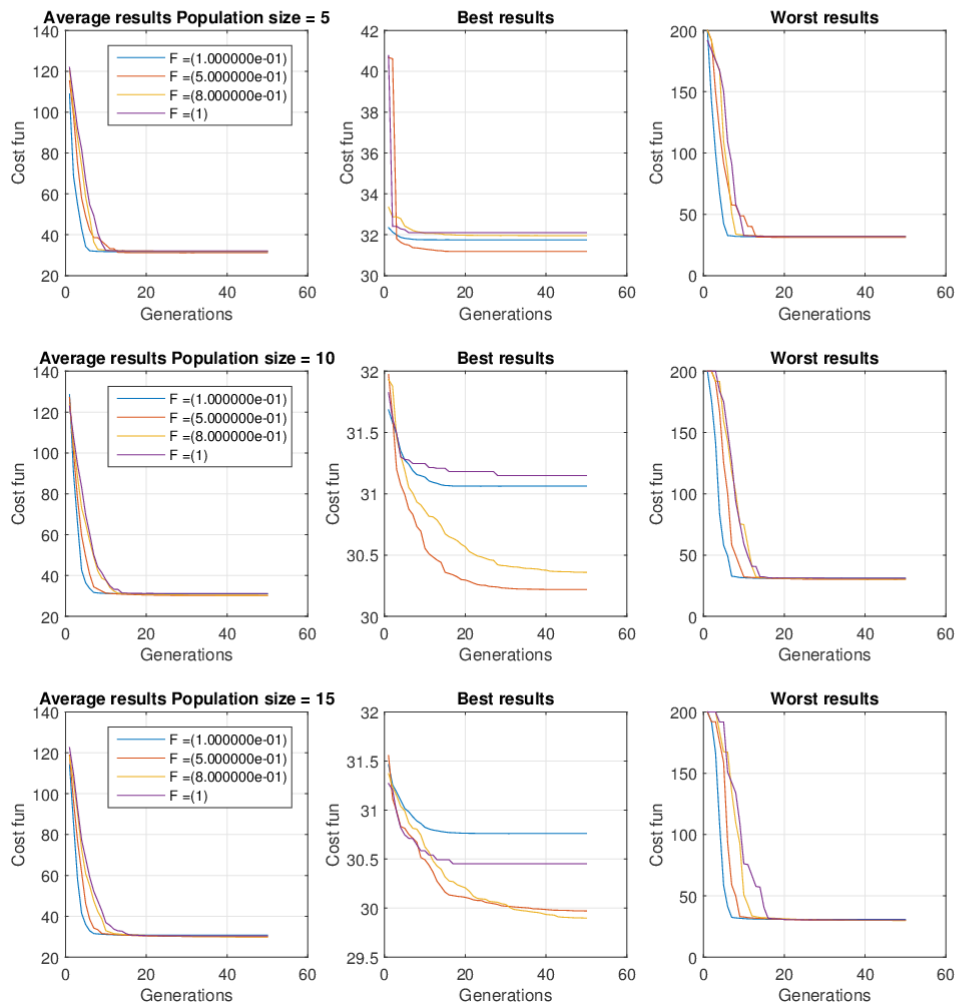 Average results Population size = 5
140
120
100
80
60
40
20
Cost fun
F =(1.000000e-01)
F =(5.000000e-01)
F =(8.000000e-01)
F =(1)
0 20 40 60
Generations
Best results
42
40
38
36
34
32
30
Cost fun
0 20 40 60
Generations
Worst results
200
150
100
50
0
Cost fun
0 20 40 60
Generations
Average results Population size = 10
140
120
100
80
60
40
20
Cost fun
F =(1.000000e-01)
F =(5.000000e-01)
F =(8.000000e-01)
F =(1)
0 20 40 60
Generations
Best results
32
31.5
31
30.5
30
Cost fun
0 20 40 60
Generations
Worst results
200
150
100
50
0
Cost fun
0 20 40 60
Generations
Average results Population size = 15
140
120
100
80
60
40
20
Cost fun
F =(1.000000e-01)
F =(5.000000e-01)
F =(8.000000e-01)
F =(1)
0 20 40 60
Generations
Best results
32
31.5
31
30.5
30
29.5
Cost fun
0 20 40 60
Generations
Worst results
200
150
100
50
0
Cost fun
0 20 40 60
Generations